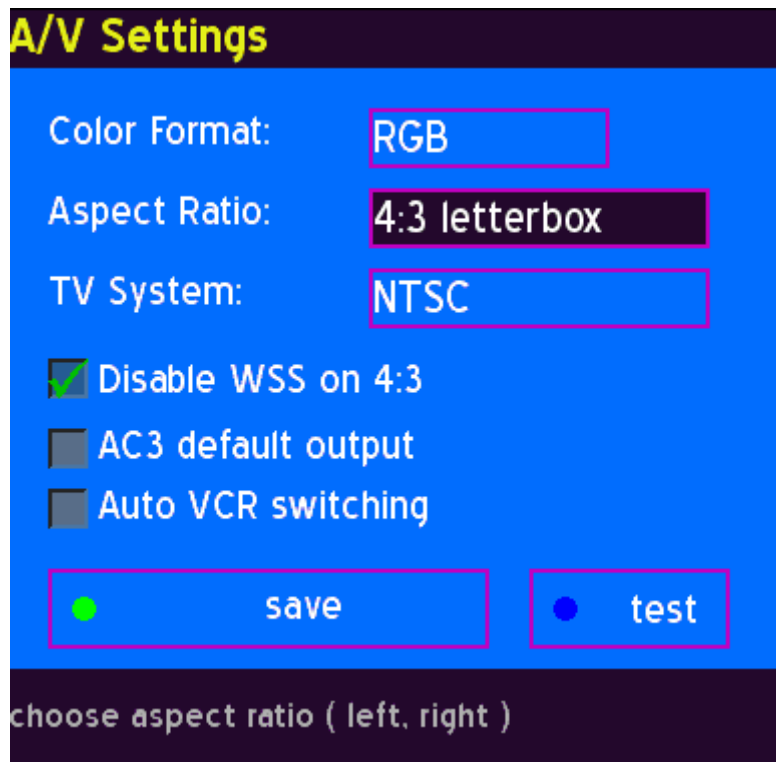 A/V Settings
Color Format: RGB
Aspect Ratio: 4:3 letterbox
TV System: NTSC
Disable WSS on 4:3
AC3 default output
Auto VCR switching
save test
choose aspect ratio ( left, right )